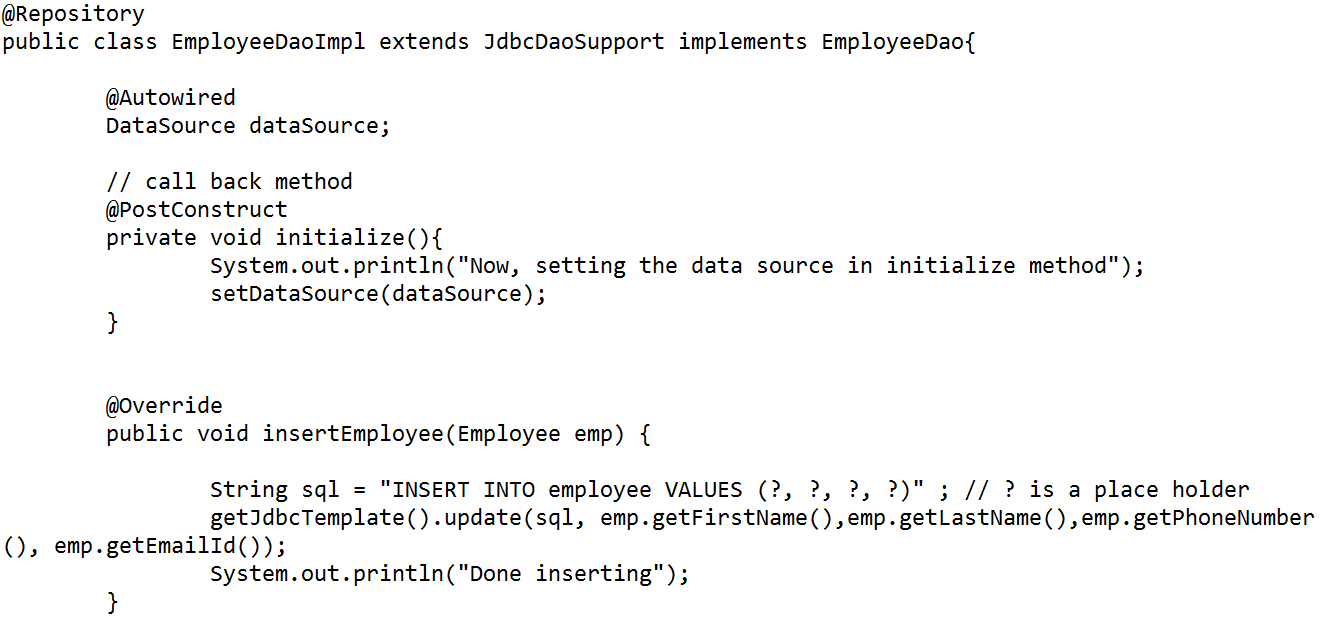 @Repository
public class EmployeeDaoImpl extends JdbcDaoSupport implements EmployeeDao{
@Autowired
DataSource dataSource;
// call back method
@PostConstruct
private void initialize(){
System.out.println("Now, setting the data source in initialize method");
setDataSource(dataSource);
}
@Override
public void insertEmployee(Employee emp) {
String sql = "INSERT INTO employee VALUES (?, ?, ?, ?)" ; // ? is a place holder
getJdbcTemplate().update(sql, emp.getFirstName(),emp.getLastName(),emp.getPhoneNumber
(), emp.getEmailId());
System.out.println("Done inserting");
}